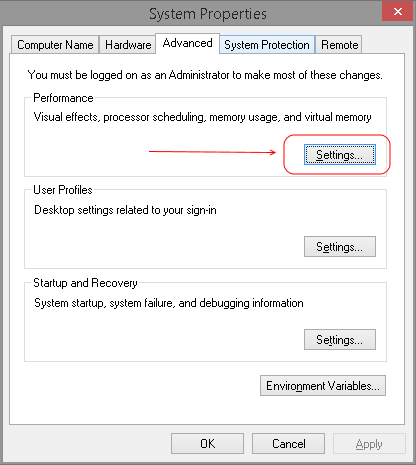 System Properties
Computer Name Hardware Advanced System Protection Remote
You must be logged on as an Administrator to make most of these changes.
Performance
Visual effects, processor scheduling, memory usage, and virtual memory
Settings...
User Profiles
Desktop settings related to your sign-in
Settings...
Startup and Recovery
System startup, system failure, and debugging information
Settings...
Environment Variables...
OK Cancel Apply